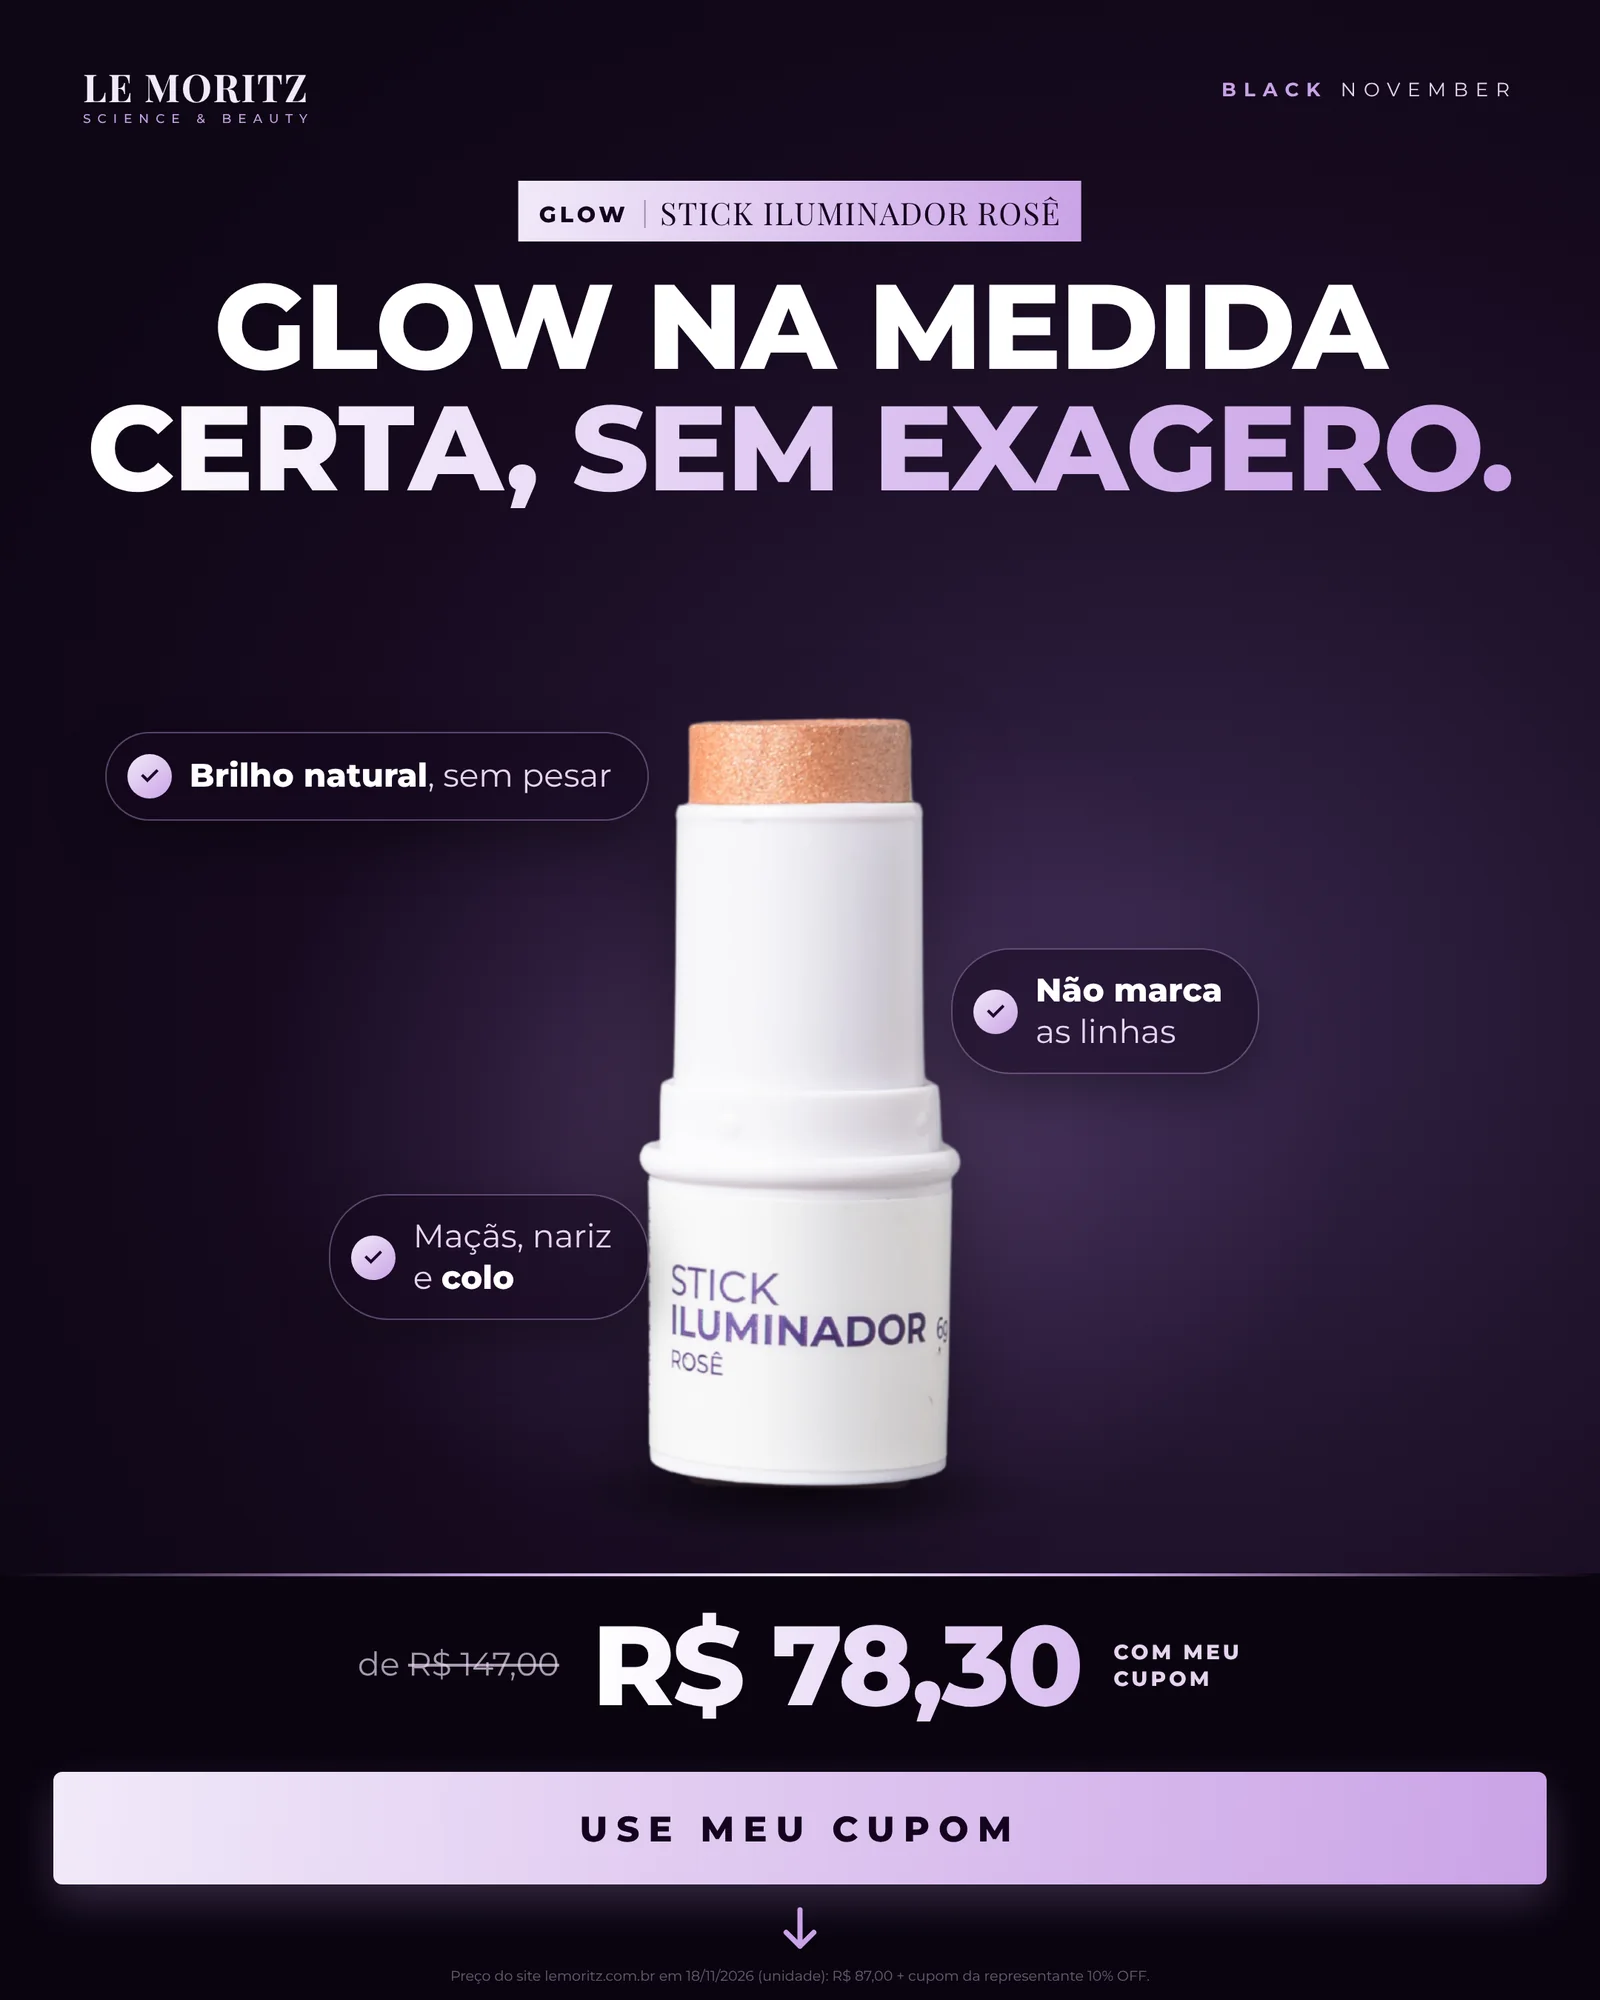 LE MORITZ
SCIENCE & BEAUTY
BLACK NOVEMBER
GLOW | STICK ILUMINADOR ROSÊ
GLOW NA MEDIDA
CERTA, SEM EXAGERO.
Brilho natural, sem pesar
Não marca
as linhas
Maçãs, nariz
e colo
STICK
ILUMINADOR 6g
ROSÊ
de R$ 147,00 R$ 78,30 COM MEU
CUPOM
USE MEU CUPOM
Preço do site lemoritz.com.br em 18/11/2026 (unidade): R$ 87,00 + cupom da representante 10% OFF.